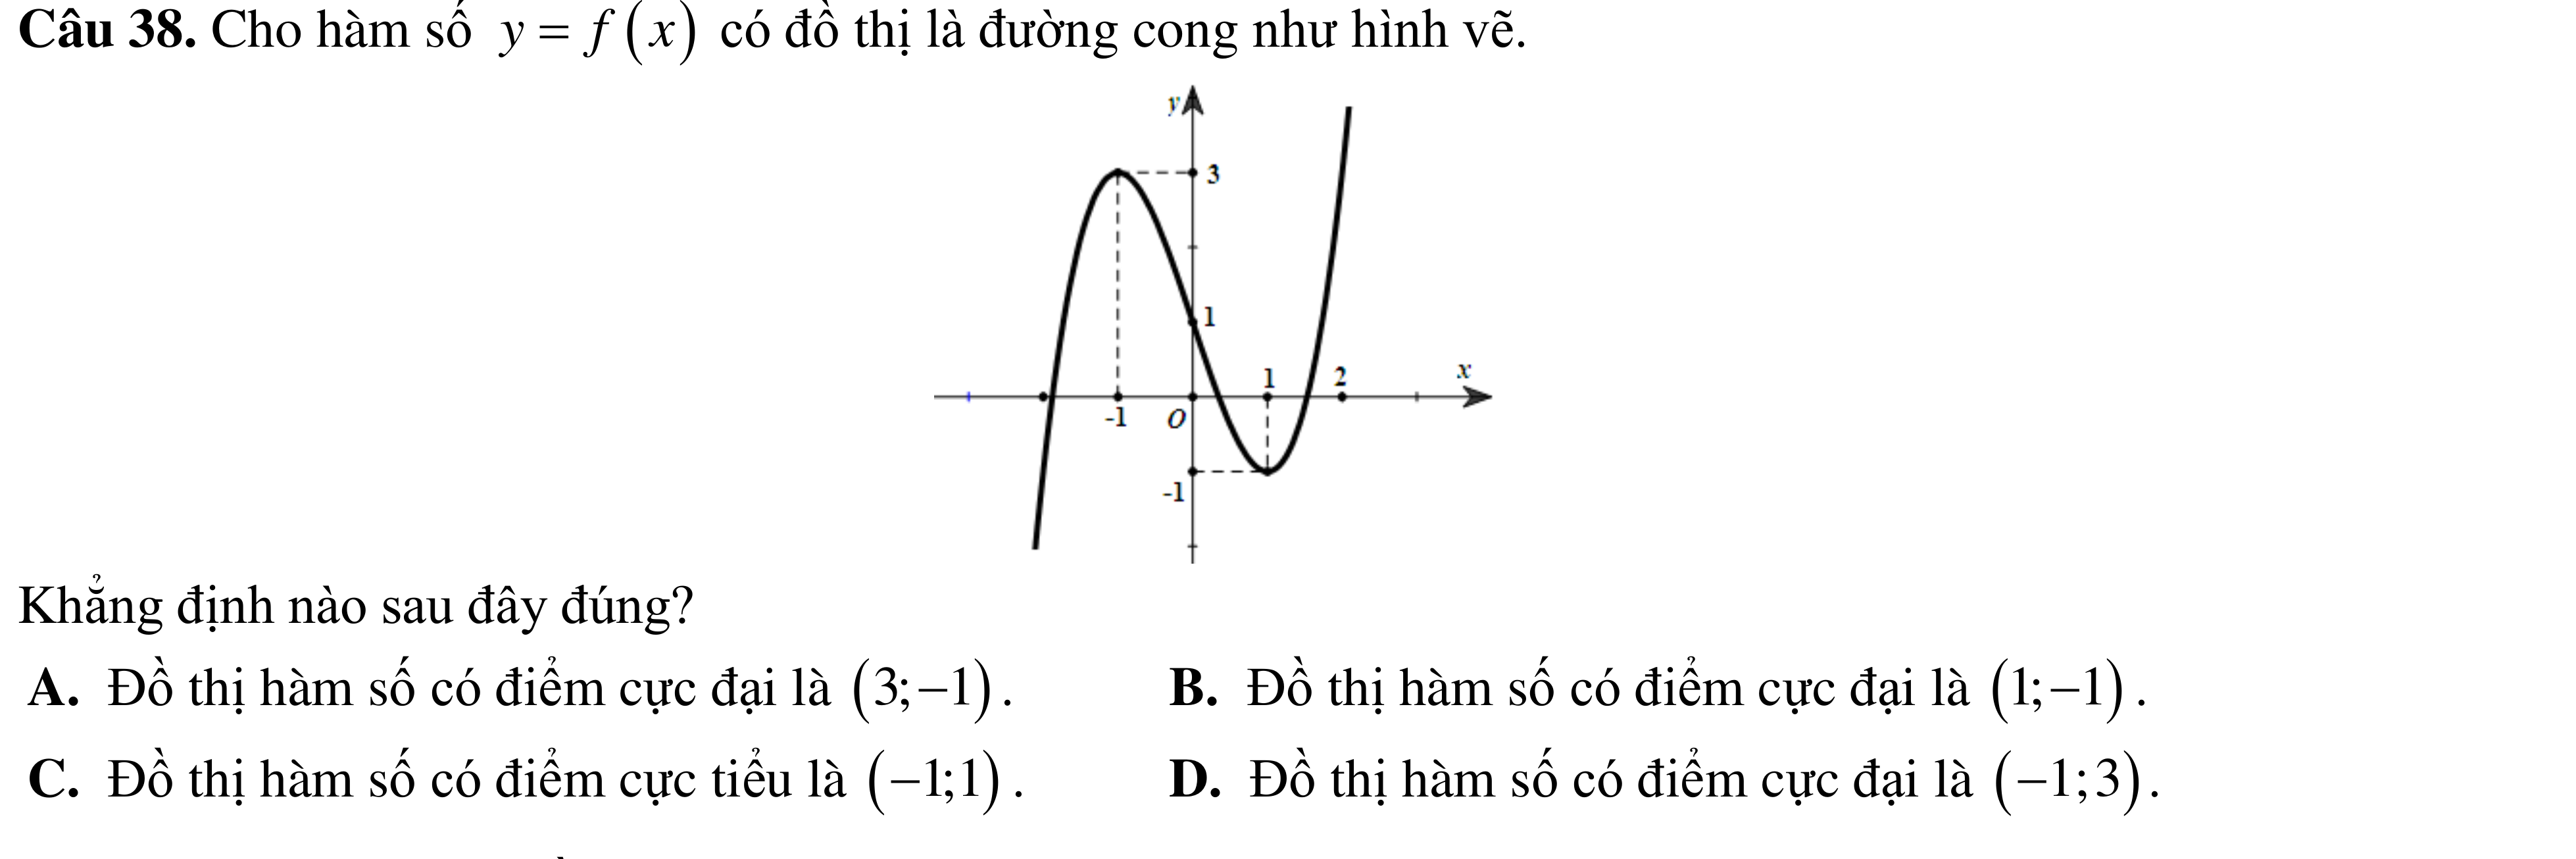 Câu 38. Cho hàm số y = f(x) có đồ thị là đường cong như hình vẽ.
y
3
1
1
2
x
-1
O
-1
Khẳng định nào sau đây đúng?
A. Đồ thị hàm số có điểm cực đại là (3;−1).
B. Đồ thị hàm số có điểm cực đại là (1;−1).
C. Đồ thị hàm số có điểm cực tiểu là (−1;1).
D. Đồ thị hàm số có điểm cực đại là (−1;3).